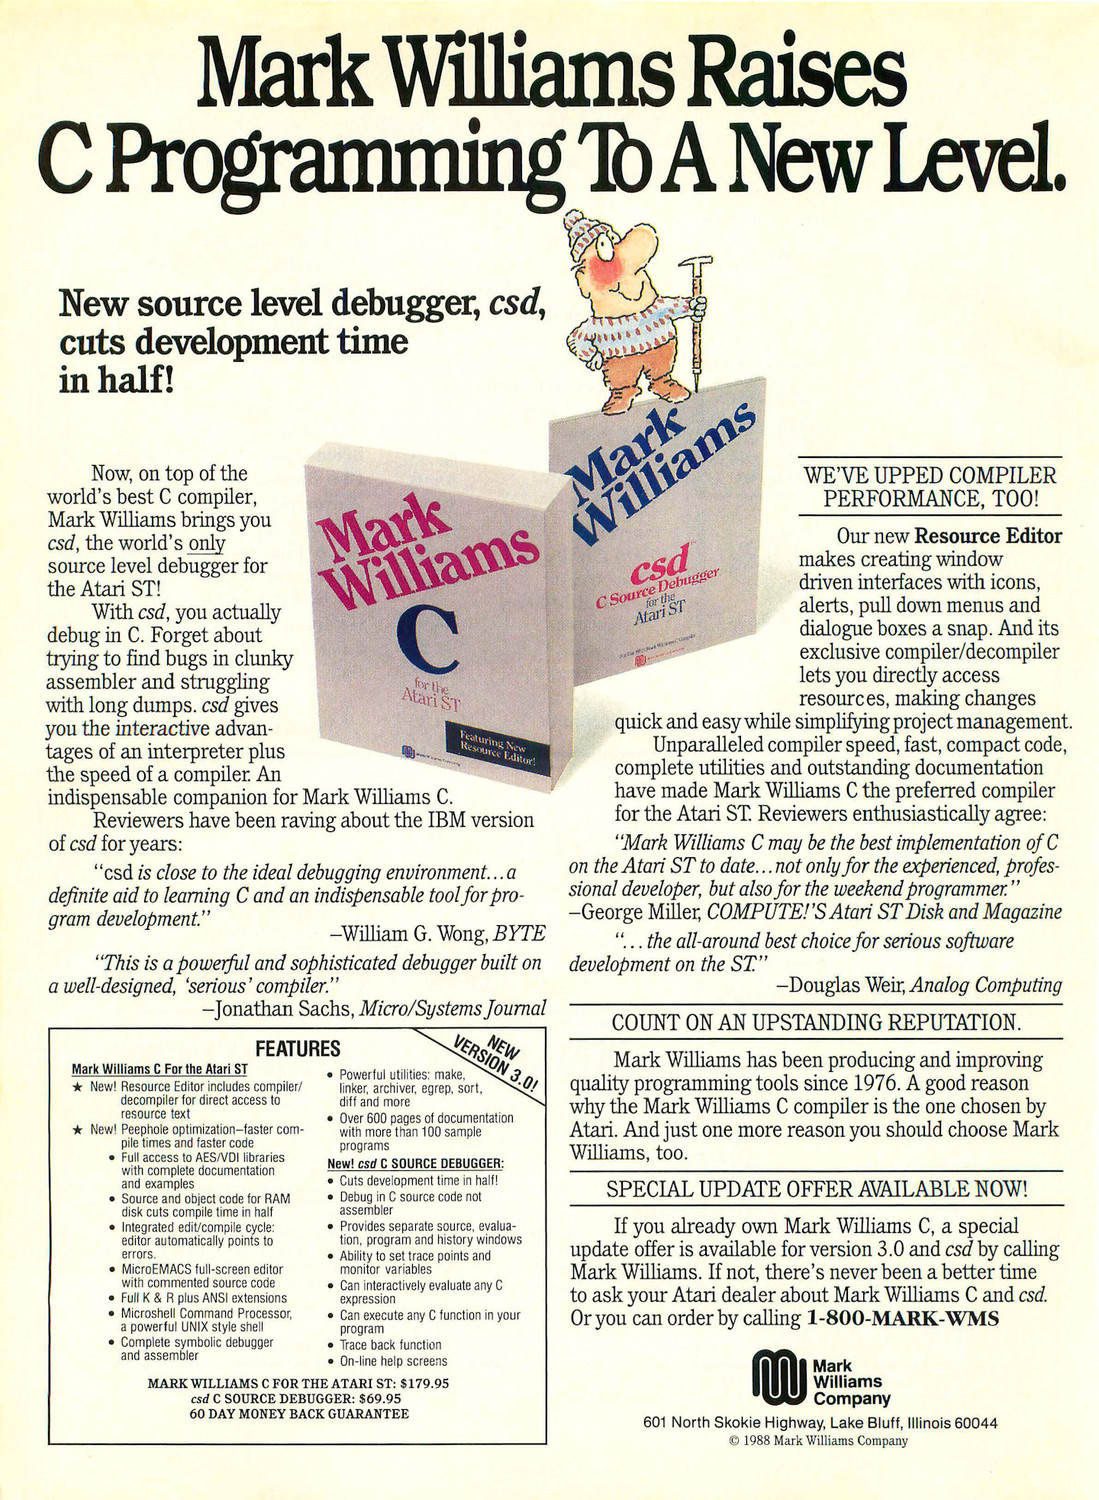 Mark Williams Raises
C Programming To A New Level.
New source level debugger, csd,
cuts development time
in half!
Mark
Williams
C
for the
Atari ST
Featuring New
Resource Editor!
Mark
Williams
csd
C Source Debugger
for the
Atari ST
Now, on top of the
world's best C compiler,
Mark Williams brings you
csd, the world's only
source level debugger for
the Atari ST!
With csd, you actually
debug in C. Forget about
trying to find bugs in clunky
assembler and struggling
with long dumps. csd gives
you the interactive advan-
tages of an interpreter plus
the speed of a compiler. An
indispensable companion for Mark Williams C.
Reviewers have been raving about the IBM version
of csd for years:
"csd is close to the ideal debugging environment...a
definite aid to learning C and an indispensable tool for pro-
gram development."
–William G. Wong, BYTE
"This is a powerful and sophisticated debugger built on
a well-designed, 'serious' compiler."
–Jonathan Sachs, Micro/Systems Journal
FEATURES
NEW
VERSION 3.0!
Mark Williams C For the Atari ST
★ New! Resource Editor includes compiler/
decompiler for direct access to
resource text
★ New! Peephole optimization–faster com-
pile times and faster code
• Full access to AES/VDI libraries
with complete documentation
and examples
• Source and object code for RAM
disk cuts compile time in half
• Integrated edit/compile cycle:
editor automatically points to
errors.
• MicroEMACS full-screen editor
with commented source code
• Full K & R plus ANSI extensions
• Microshell Command Processor,
a powerful UNIX style shell
• Complete symbolic debugger
and assembler
• Powerful utilities: make,
linker, archiver, egrep, sort,
diff and more
• Over 600 pages of documentation
with more than 100 sample
programs
New! csd C SOURCE DEBUGGER:
• Cuts development time in half!
• Debug in C source code not
assembler
• Provides separate source, evalua-
tion, program and history windows
• Ability to set trace points and
monitor variables
• Can interactively evaluate any C
expression
• Can execute any C function in your
program
• Trace back function
• On-line help screens
MARK WILLIAMS C FOR THE ATARI ST: $179.95
csd C SOURCE DEBUGGER: $69.95
60 DAY MONEY BACK GUARANTEE
WE'VE UPPED COMPILER
PERFORMANCE, TOO!
Our new Resource Editor
makes creating window
driven interfaces with icons,
alerts, pull down menus and
dialogue boxes a snap. And its
exclusive compiler/decompiler
lets you directly access
resources, making changes
quick and easy while simplifying project management.
Unparalleled compiler speed, fast, compact code,
complete utilities and outstanding documentation
have made Mark Williams C the preferred compiler
for the Atari ST. Reviewers enthusiastically agree:
"Mark Williams C may be the best implementation of C
on the Atari ST to date...not only for the experienced, profes-
sional developer, but also for the weekend programmer."
–George Miller, COMPUTE!'S Atari ST Disk and Magazine
"...the all-around best choice for serious software
development on the ST."
–Douglas Weir, Analog Computing
COUNT ON AN UPSTANDING REPUTATION.
Mark Williams has been producing and improving
quality programming tools since 1976. A good reason
why the Mark Williams C compiler is the one chosen by
Atari. And just one more reason you should choose Mark
Williams, too.
SPECIAL UPDATE OFFER AVAILABLE NOW!
If you already own Mark Williams C, a special
update offer is available for version 3.0 and csd by calling
Mark Williams. If not, there's never been a better time
to ask your Atari dealer about Mark Williams C and csd.
Or you can order by calling 1-800-MARK-WMS
Mark
Williams
Company
601 North Skokie Highway, Lake Bluff, Illinois 60044
© 1988 Mark Williams Company